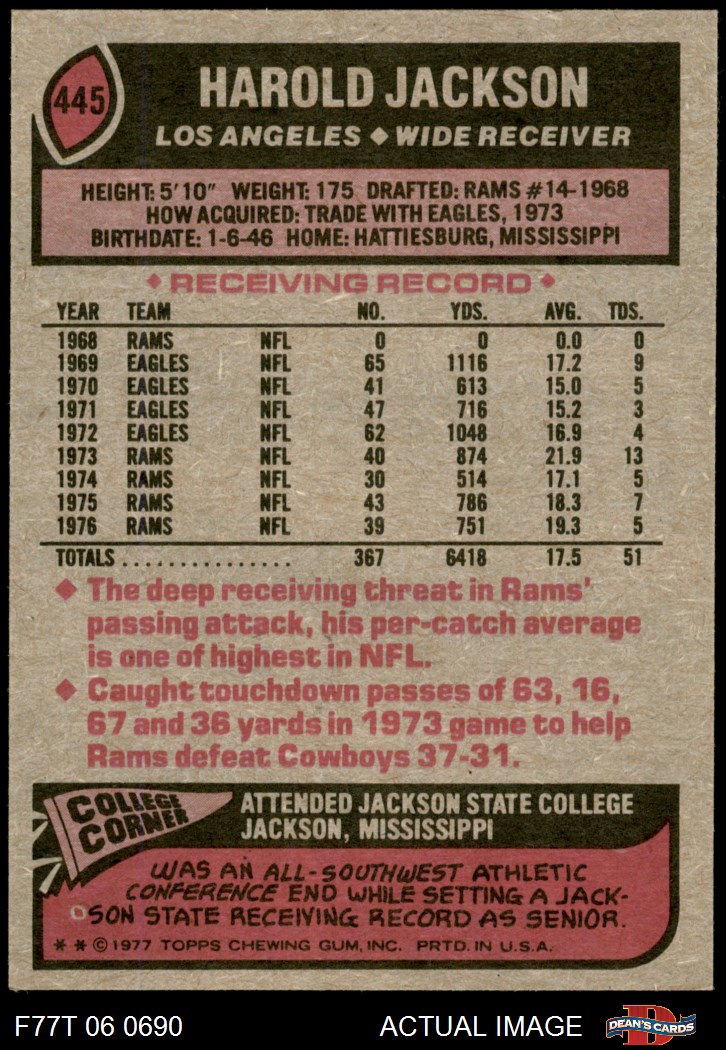 445
HAROLD JACKSON
LOS ANGELES ◆ WIDE RECEIVER
HEIGHT: 5'10" WEIGHT: 175 DRAFTED: RAMS #14-1968
HOW ACQUIRED: TRADE WITH EAGLES, 1973
BIRTHDATE: 1-6-46 HOME: HATTIESBURG, MISSISSIPPI
◆ RECEIVING RECORD ◆
YEAR TEAM NO. YDS. AVG. TDS.
1968 RAMS NFL 0 0 0.0 0
1969 EAGLES NFL 65 1116 17.2 9
1970 EAGLES NFL 41 613 15.0 5
1971 EAGLES NFL 47 716 15.2 3
1972 EAGLES NFL 62 1048 16.9 4
1973 RAMS NFL 40 874 21.9 13
1974 RAMS NFL 30 514 17.1 5
1975 RAMS NFL 43 786 18.3 7
1976 RAMS NFL 39 751 19.3 5
TOTALS ................ 367 6418 17.5 51
◆ The deep receiving threat in Rams'
passing attack, his per-catch average
is one of highest in NFL.
◆ Caught touchdown passes of 63, 16,
67 and 36 yards in 1973 game to help
Rams defeat Cowboys 37-31.
COLLEGE
CORNER
ATTENDED JACKSON STATE COLLEGE
JACKSON, MISSISSIPPI
WAS AN ALL-SOUTHWEST ATHLETIC
CONFERENCE END WHILE SETTING A JACK-
SON STATE RECEIVING RECORD AS SENIOR.
* * © 1977 TOPPS CHEWING GUM, INC. PRTD. IN U.S.A.
F77T 06 0690 ACTUAL IMAGE
D
DEAN'S CARDS